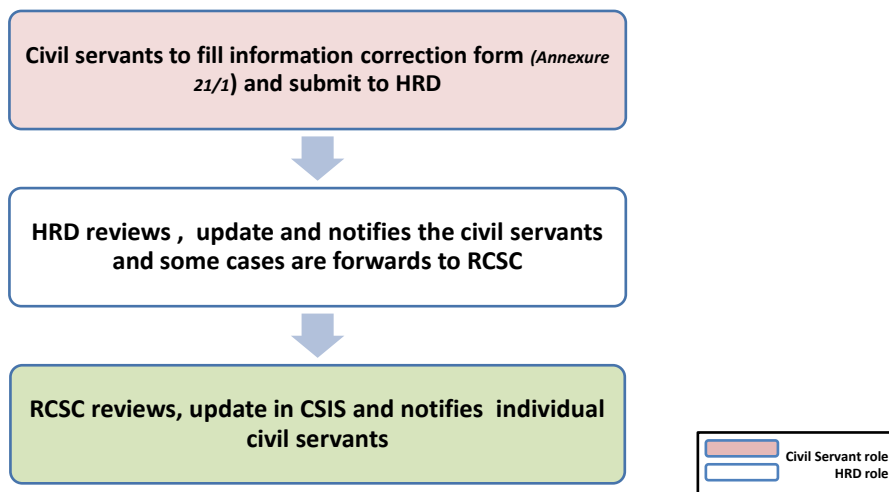 Civil servants to fill information correction form (Annexure
21/1) and submit to HRD
HRD reviews , update and notifies the civil servants
and some cases are forwards to RCSC
RCSC reviews, update in CSIS and notifies individual
civil servants
Civil Servant role
HRD role